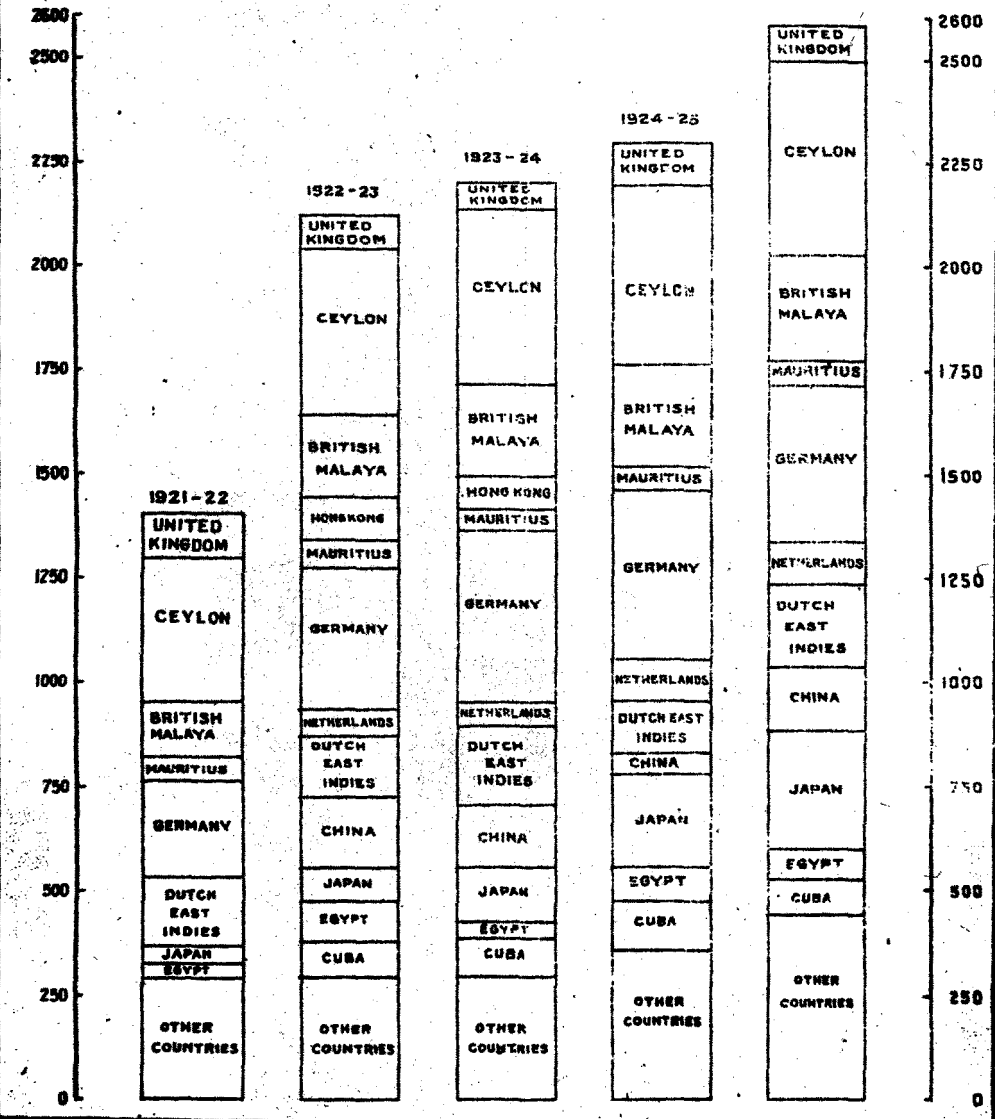 2600
2500
2250
2000
1750
1500
1250
1000
750
500
250
0
1921-22
UNITED
KINGDOM
CEYLON
BRITISH
MALAYA
MAURITIUS
GERMANY
DUTCH
EAST
INDIES
JAPAN
EGYPT
OTHER
COUNTRIES
1922-23
UNITED
KINGDOM
CEYLON
BRITISH
MALAYA
HONGKONG
MAURITIUS
GERMANY
NETHERLANDS
DUTCH
EAST
INDIES
CHINA
JAPAN
EGYPT
CUBA
OTHER
COUNTRIES
1923-24
UNITED
KINGDOM
CEYLON
BRITISH
MALAYA
HONG KONG
MAURITIUS
GERMANY
NETHERLANDS
DUTCH
EAST
INDIES
CHINA
JAPAN
EGYPT
CUBA
OTHER
COUNTRIES
1924-25
UNITED
KINGDOM
CEYLON
BRITISH
MALAYA
MAURITIUS
GERMANY
NETHERLANDS
DUTCH EAST
INDIES
CHINA
JAPAN
EGYPT
CUBA
OTHER
COUNTRIES
UNITED
KINGDOM
CEYLON
BRITISH
MALAYA
MAURITIUS
GERMANY
NETHERLANDS
DUTCH
EAST
INDIES
CHINA
JAPAN
EGYPT
CUBA
OTHER
COUNTRIES
2600
2500
2250
2000
1750
1500
1250
1000
750
500
250
0